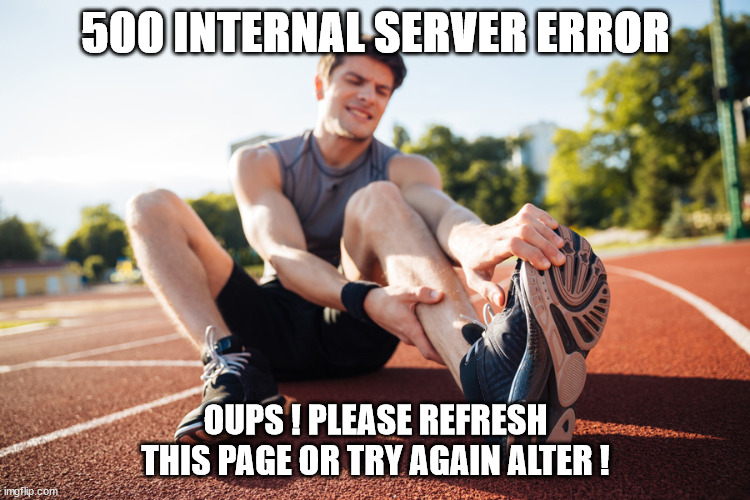 500 INTERNAL SERVER ERROR
OUPS ! PLEASE REFRESH
THIS PAGE OR TRY AGAIN ALTER !
imgflip.com